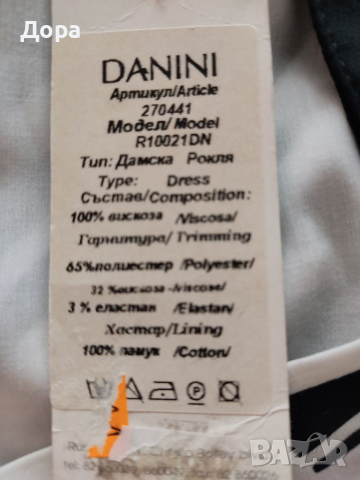 Дора
DANINI
Артикул/Article
270441
Модел/ Model
R10021DN
Тип: Дамска Рокля
Type: Dress
Състав/Composition:
100% вискоза /Viscosa/
Гарнитура/ Trimming
65%полиестер /Polyester/
32 %вискоза -/Viscose/
3 % еластан /Elastan/
Хастар/Lining
100% памук /Cotton/
bazar